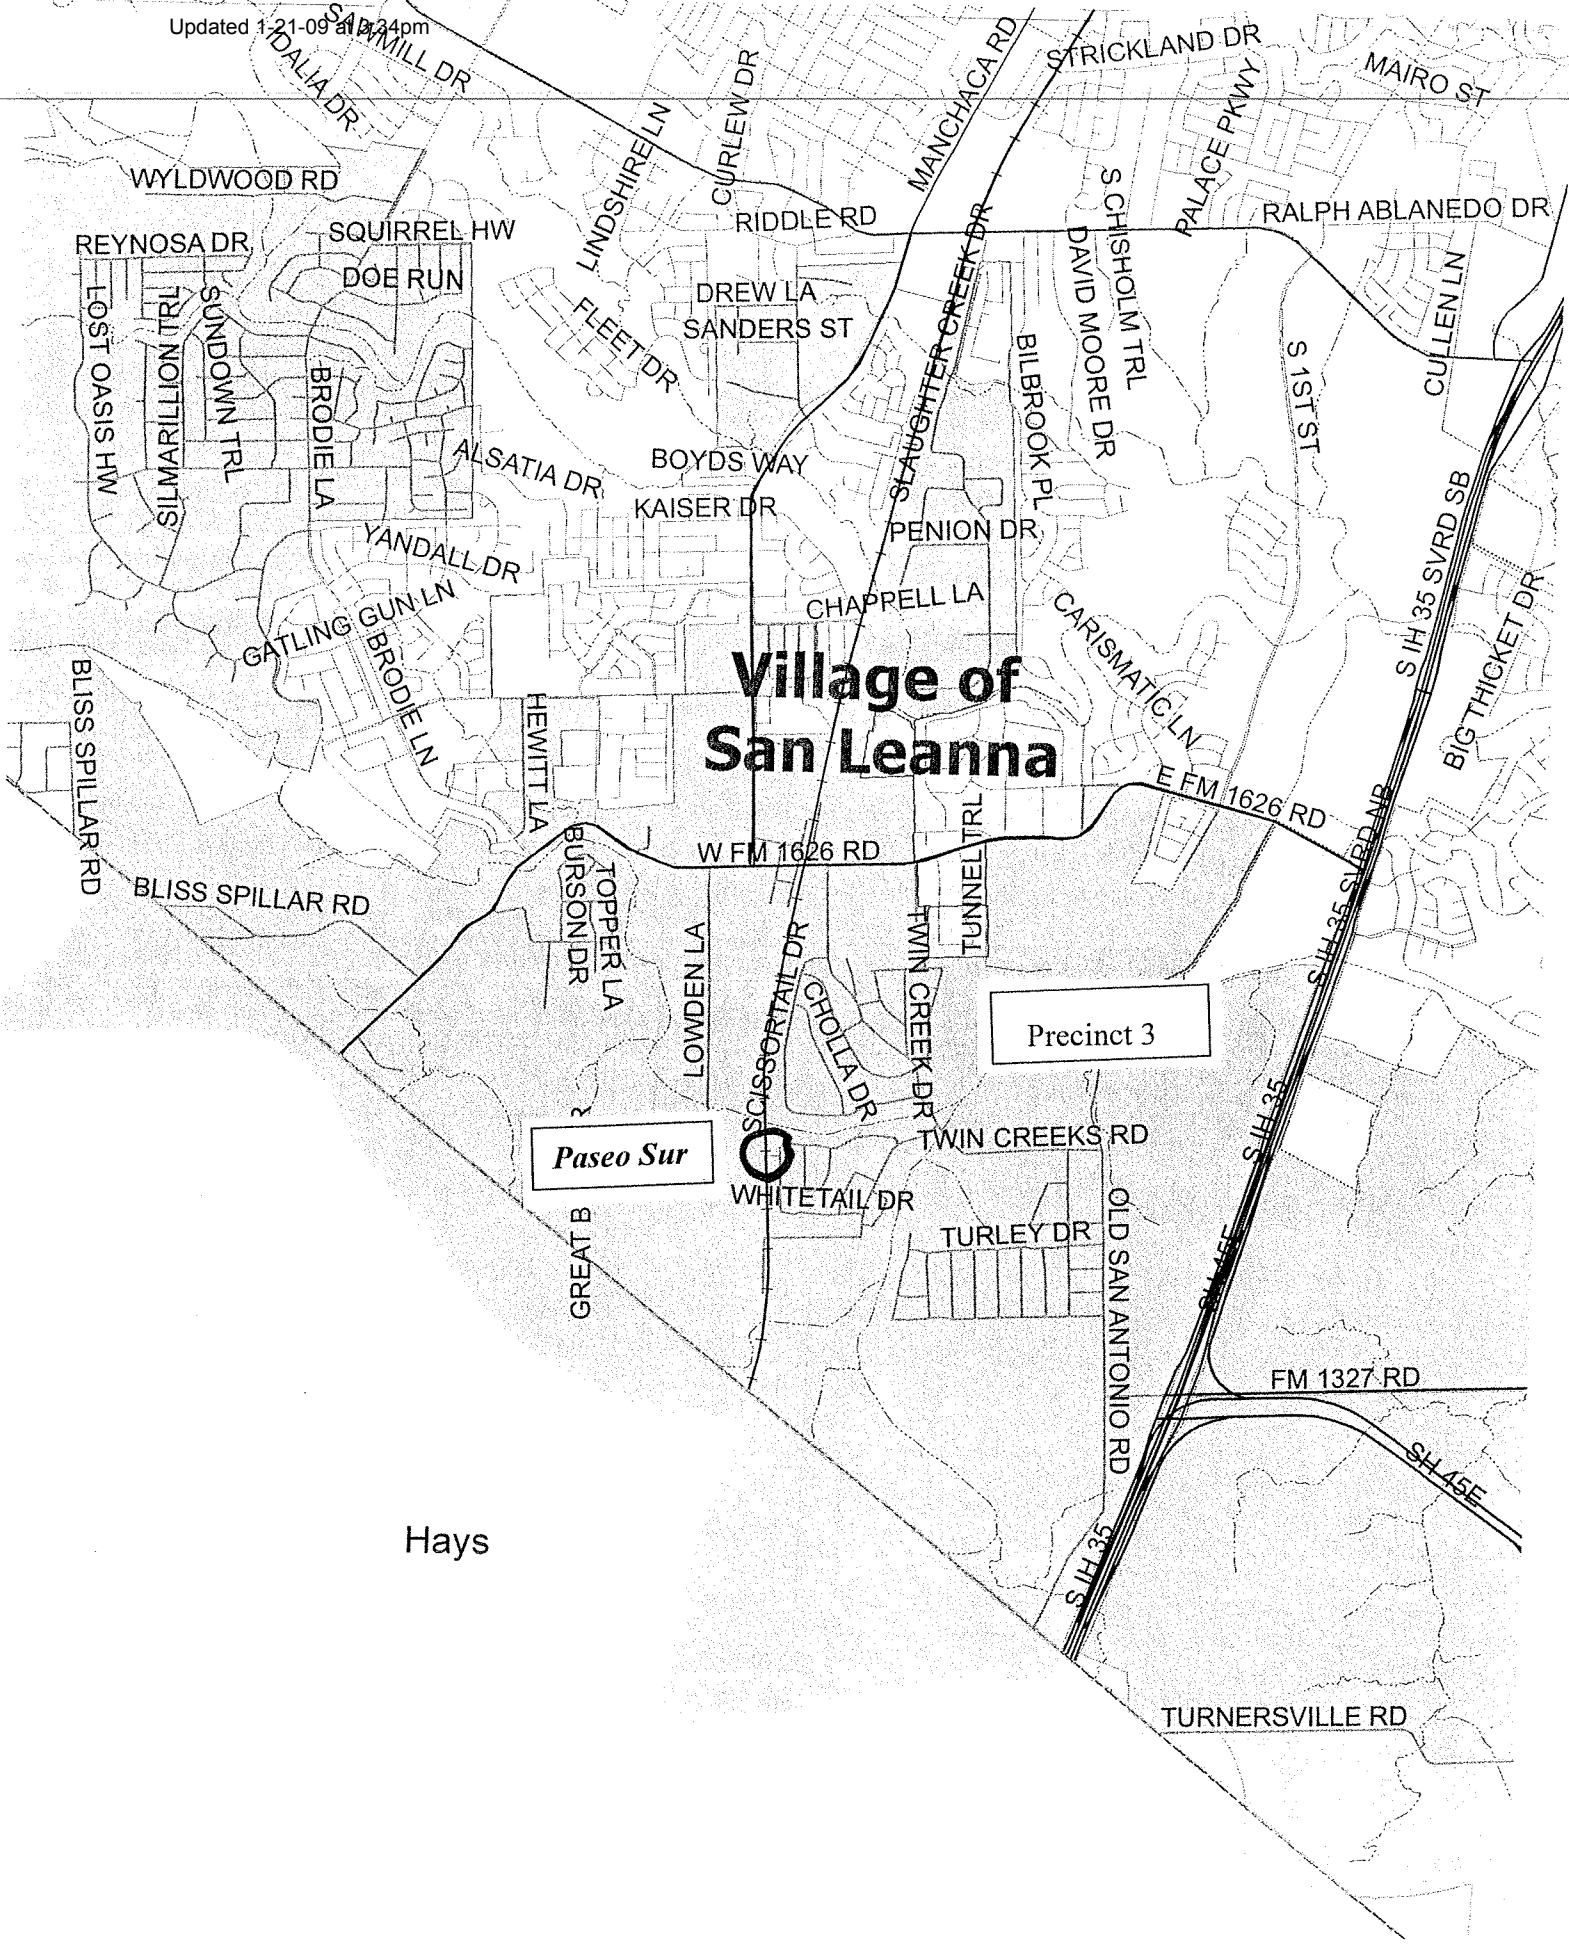 Updated 1-21-09 at 3:34pm
SAWMILL DR
IDALIA DR
MANCHACA RD
STRICKLAND DR
MAIRO ST
LINDSHIRE LN
CURLEW DR
PALACE PKWY
WYLDWOOD RD
RIDDLE RD
RALPH ABLANEDO DR
REYNOSA DR
SQUIRREL HW
DOE RUN
S CHISHOLM TRL
DAVID MOORE DR
LOST OASIS HW
SILMARILLION TRL
SUNDOWN TRL
BRODIE LA
FLEET DR
DREW LA
SANDERS ST
SLAUGHTER CREEK DR
BILBROOK PL
S 1ST ST
CULLEN LN
ALSATIA DR
BOYDS WAY
KAISER DR
PENION DR
YANDALL DR
S IH 35 SVRD SB
GATLING GUN LN
BRODIE LN
CHAPPELL LA
CARISMATIC LN
BIG THICKET DR
Village of
San Leanna
BLISS SPILLAR RD
HEWITT LA
E FM 1626 RD
W FM 1626 RD
TUNNEL TRL
S IH 35 SVRD NB
BLISS SPILLAR RD
BURSON DR
TOPPER LA
LOWDEN LA
SCISSORTAIL DR
CHOLLA DR
TWIN CREEK DR
Precinct 3
S IH 35
Paseo Sur
TWIN CREEKS RD
WHITETAIL DR
GREAT B
R
TURLEY DR
OLD SAN ANTONIO RD
SH 45E
FM 1327 RD
SH 45E
Hays
S IH 35
TURNERSVILLE RD